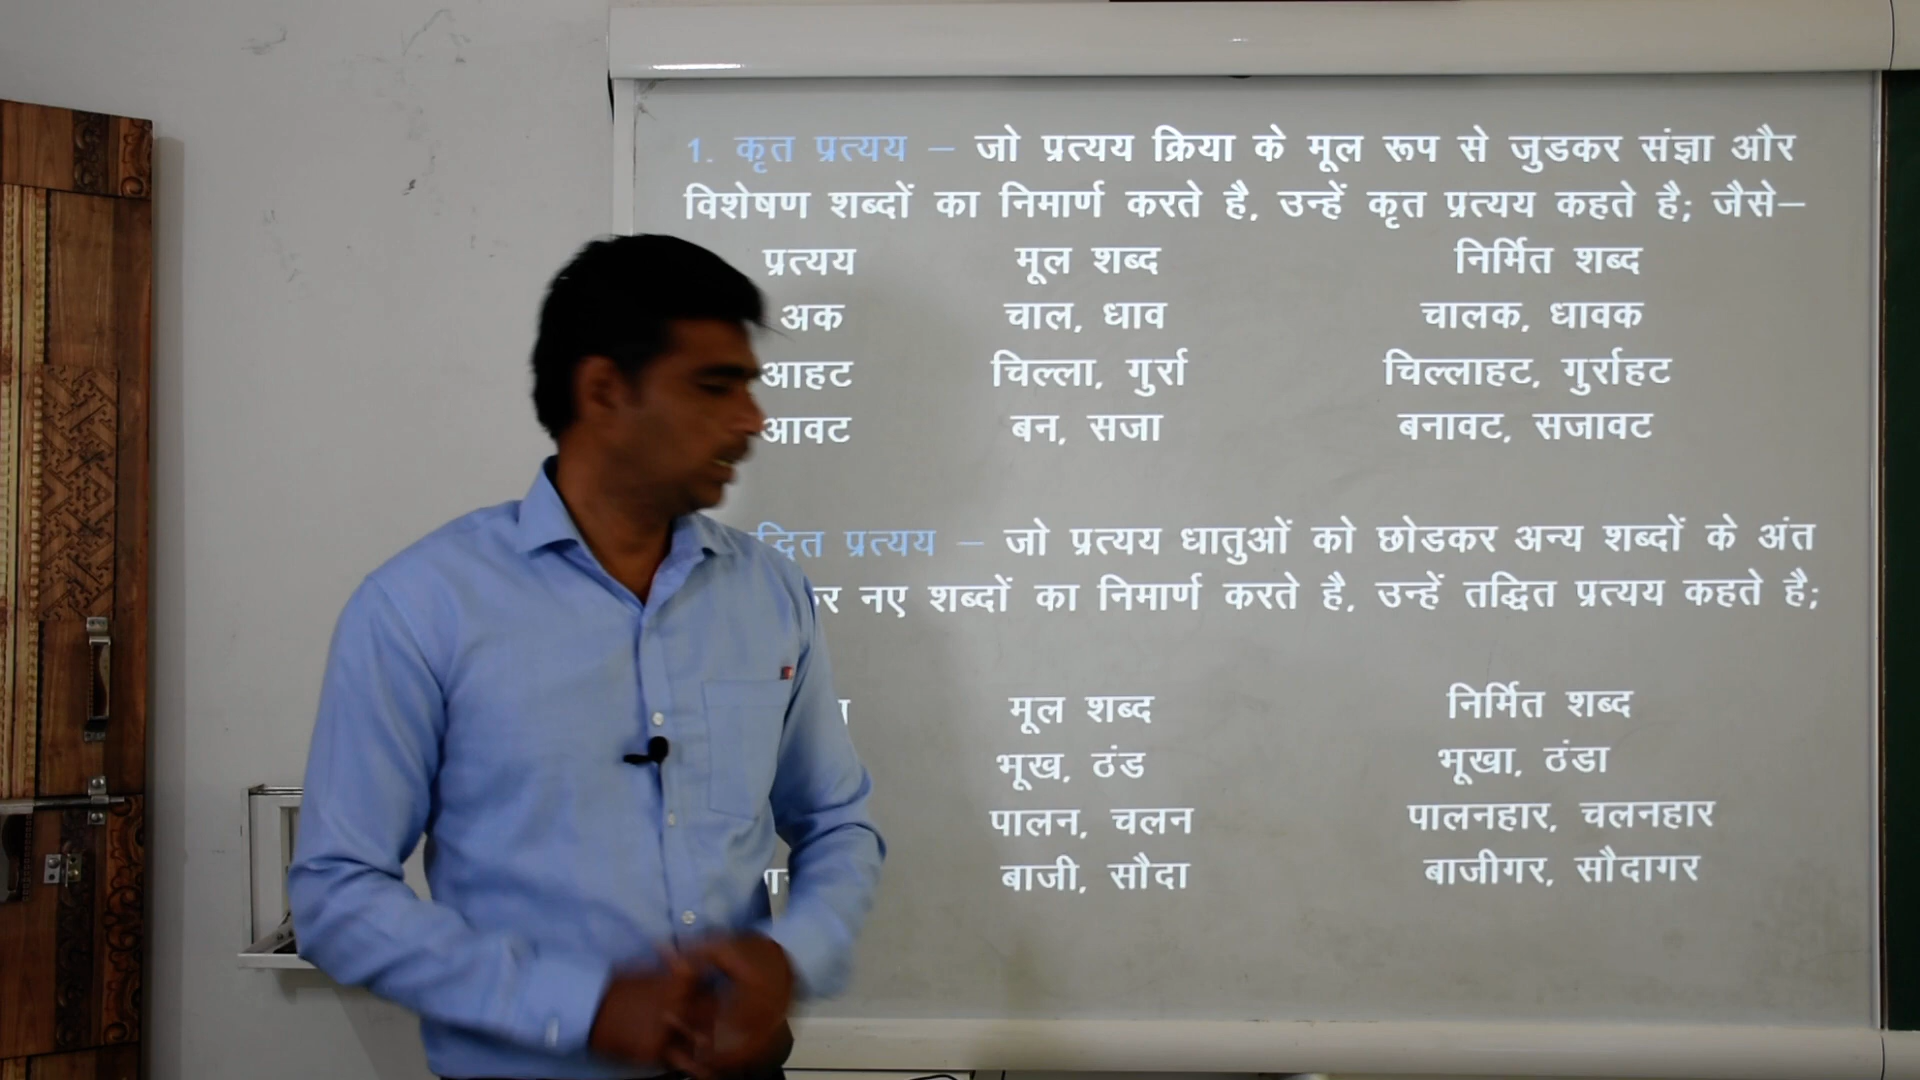 1. कृत प्रत्यय – जो प्रत्यय क्रिया के मूल रूप से जुडकर संज्ञा और
विशेषण शब्दों का निमार्ण करते है, उन्हें कृत प्रत्यय कहते है; जैसे–
प्रत्यय मूल शब्द निर्मित शब्द
अक चाल, धाव चालक, धावक
आहट चिल्ला, गुर्रा चिल्लाहट, गुर्राहट
आवट बन, सजा बनावट, सजावट
प्रत्यय – जो प्रत्यय धातुओं को छोडकर अन्य शब्दों के अंत
नए शब्दों का निमार्ण करते है, उन्हें तद्धित प्रत्यय कहते है;
मूल शब्द निर्मित शब्द
भूख, ठंड भूखा, ठंडा
पालन, चलन पालनहार, चलनहार
बाजी, सौदा बाजीगर, सौदागर